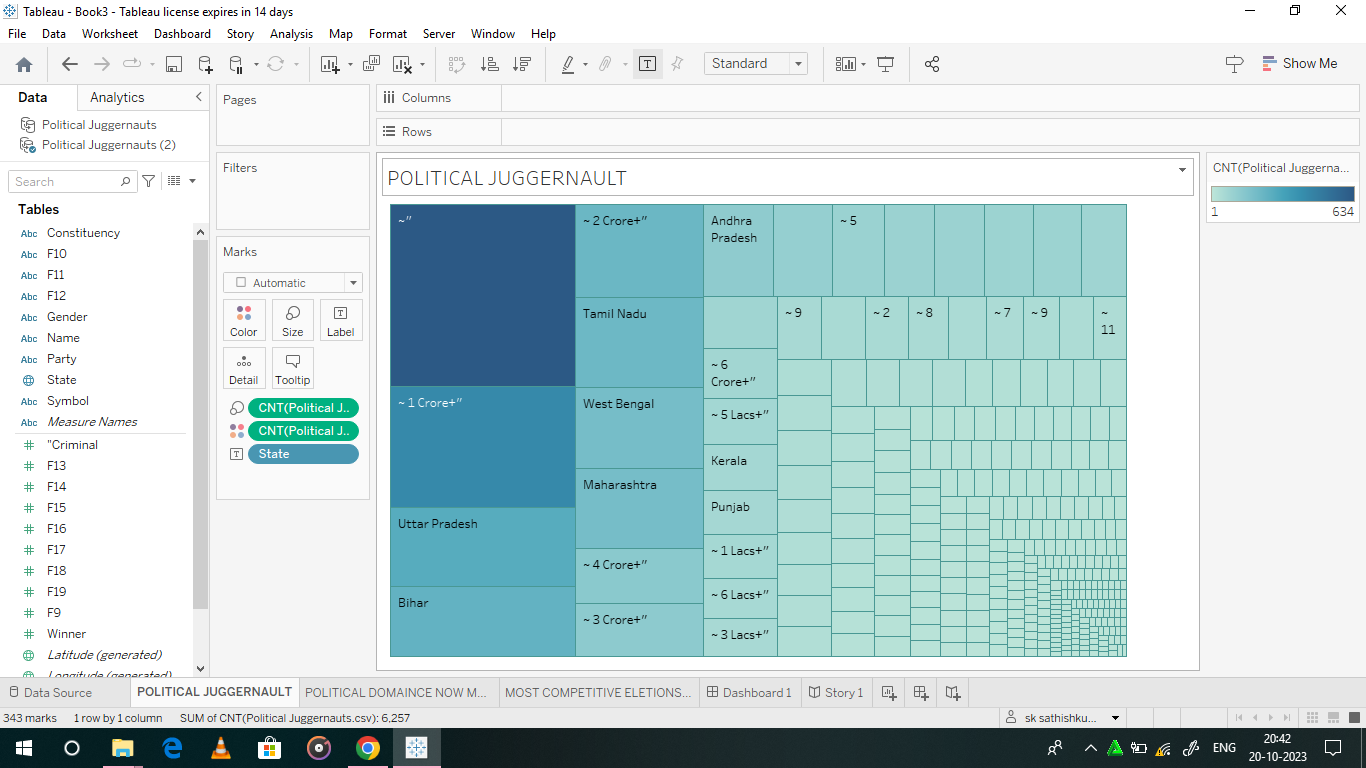 Tableau - Book3 - Tableau license expires in 14 days
File Data Worksheet Dashboard Story Analysis Map Format Server Window Help
Standard
Show Me
Data Analytics
Political Juggernauts
Political Juggernauts (2)
Search
Tables
Abc Constituency
Abc F10
Abc F11
Abc F12
Abc Gender
Abc Name
Abc Party
State
Abc Symbol
Abc Measure Names
# "Criminal
# F13
# F14
# F15
# F16
# F17
# F18
# F19
# F9
# Winner
Latitude (generated)
Longitude (generated)
Pages
Filters
Marks
Automatic
Color Size Label
Detail Tooltip
CNT(Political J..
CNT(Political J..
State
Columns
Rows
POLITICAL JUGGERNAULT
~"
~ 1 Crore+"
Uttar Pradesh
Bihar
~ 2 Crore+"
Tamil Nadu
West Bengal
Maharashtra
~ 4 Crore+"
~ 3 Crore+"
Andhra
Pradesh
~ 5
~ 9
~ 2
~ 8
~ 7
~ 9
~
11
~ 6
Crore+"
~ 5 Lacs+"
Kerala
Punjab
~ 1 Lacs+"
~ 6 Lacs+"
~ 3 Lacs+"
CNT(Political Juggerna...
1 634
Data Source POLITICAL JUGGERNAULT POLITICAL DOMAINCE NOW M... MOST COMPETITIVE ELETIONS... Dashboard 1 Story 1
343 marks 1 row by 1 column SUM of CNT(Political Juggernauts.csv): 6,257
sk sathishku...
ENG
20:42
20-10-2023